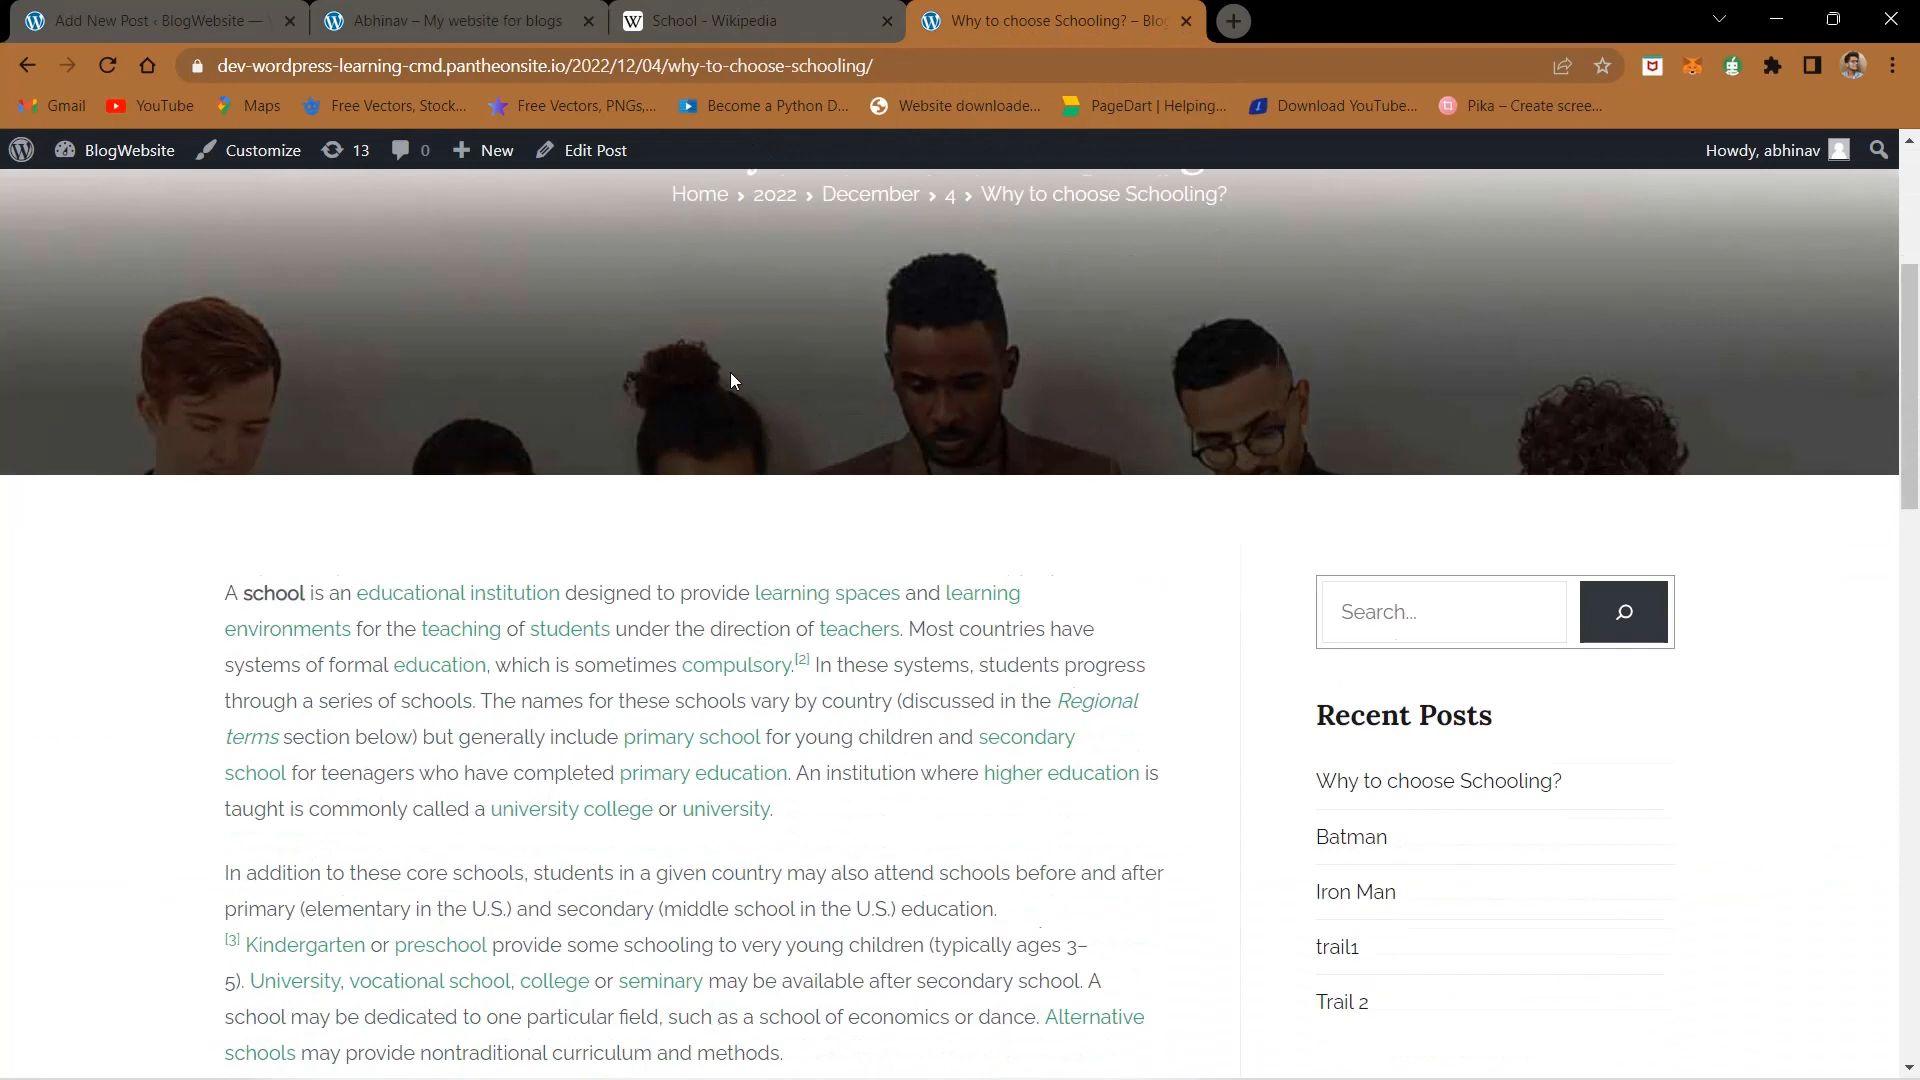 Add New Post ‹ BlogWebsite —
Abhinav – My website for blogs
School - Wikipedia
Why to choose Schooling? – Blo
dev-wordpress-learning-cmd.pantheonsite.io/2022/12/04/why-to-choose-schooling/
Gmail
YouTube
Maps
Free Vectors, Stock...
Free Vectors, PNGs,...
Become a Python D...
Website downloade...
PageDart | Helping...
Download YouTube...
Pika – Create scree...
BlogWebsite
Customize
13
0
New
Edit Post
Howdy, abhinav
Home › 2022 › December › 4 › Why to choose Schooling?
A school is an educational institution designed to provide learning spaces and learning
environments for the teaching of students under the direction of teachers. Most countries have
systems of formal education, which is sometimes compulsory.[2] In these systems, students progress
through a series of schools. The names for these schools vary by country (discussed in the Regional
terms section below) but generally include primary school for young children and secondary
school for teenagers who have completed primary education. An institution where higher education is
taught is commonly called a university college or university.
In addition to these core schools, students in a given country may also attend schools before and after
primary (elementary in the U.S.) and secondary (middle school in the U.S.) education.
[3] Kindergarten or preschool provide some schooling to very young children (typically ages 3–
5). University, vocational school, college or seminary may be available after secondary school. A
school may be dedicated to one particular field, such as a school of economics or dance. Alternative
schools may provide nontraditional curriculum and methods.
Search...
Recent Posts
Why to choose Schooling?
Batman
Iron Man
trail1
Trail 2